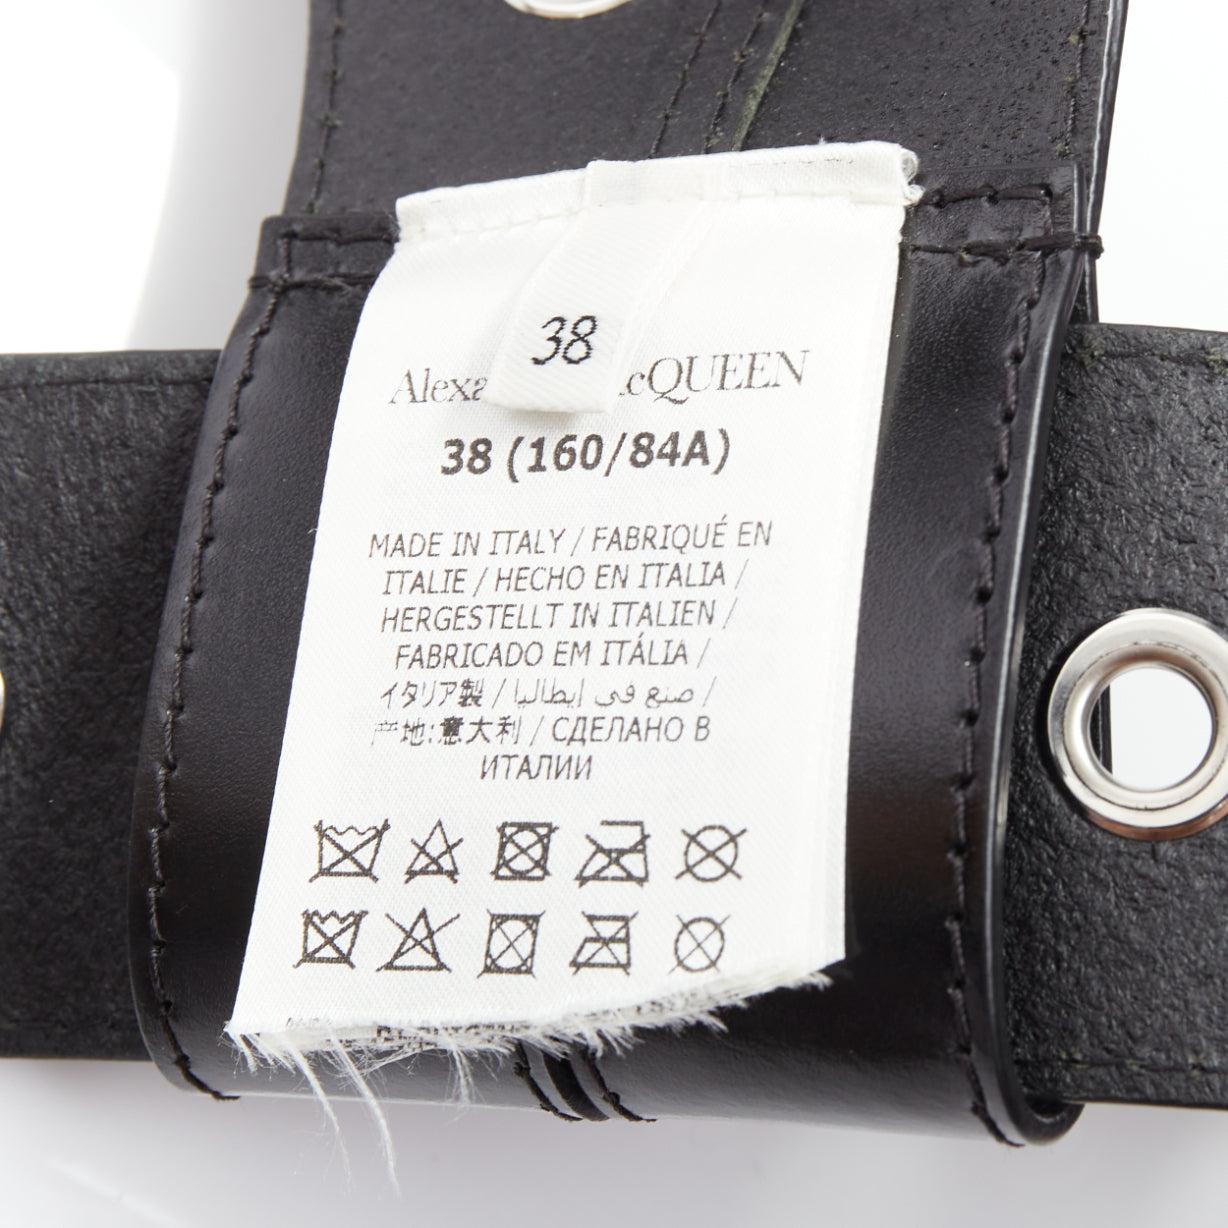 38
Alexa cQUEEN
38 (160/84A)
MADE IN ITALY / FABRIQUÉ EN
ITALIE / HECHO EN ITALIA /
HERGESTELLT IN ITALIEN /
FABRICADO EM ITÁLIA /
イタリア製 / صنع في ايطاليا /
产地:意大利 / СДЕЛАНО В
ИТАЛИИ